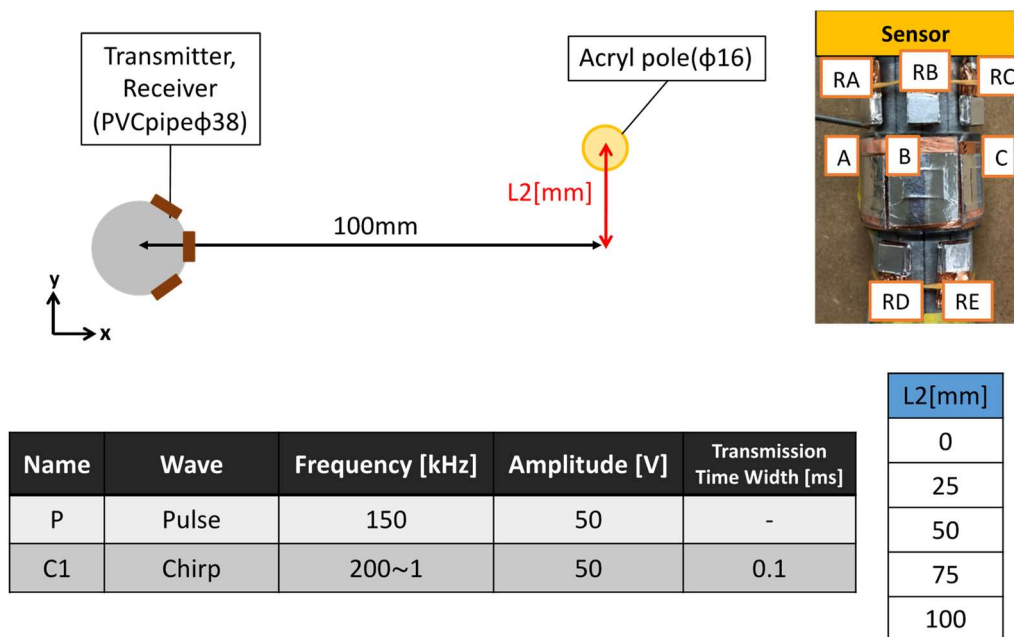 Transmitter,
Receiver
(PVCpipeϕ38)
Acryl pole(ϕ16)
L2[mm]
100mm
y
x
Sensor
RA
RB
RC
A
B
C
RD
RE
Name Wave Frequency [kHz] Amplitude [V] Transmission
Time Width [ms]
P Pulse 150 50 -
C1 Chirp 200~1 50 0.1
L2[mm]
0
25
50
75
100